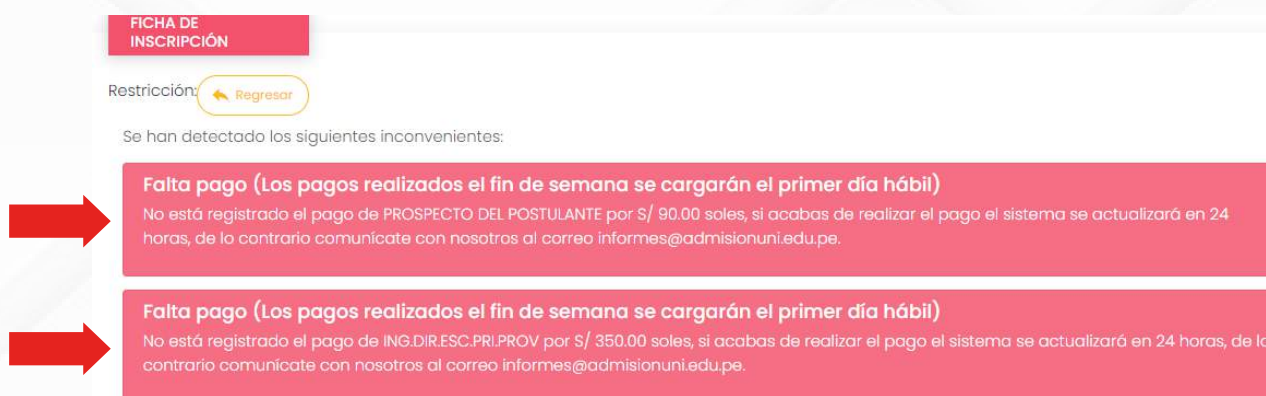 FICHA DE
INSCRIPCIÓN
Restricción:
Regresar
Se han detectado los siguientes inconvenientes:
Falta pago (Los pagos realizados el fin de semana se cargarán el primer día hábil)
No está registrado el pago de PROSPECTO DEL POSTULANTE por S/ 90.00 soles, si acabas de realizar el pago el sistema se actualizará en 24
horas, de lo contrario comunícate con nosotros al correo informes@admisionuni.edu.pe.
Falta pago (Los pagos realizados el fin de semana se cargarán el primer día hábil)
No está registrado el pago de ING.DIR.ESC.PRI.PROV por S/ 350.00 soles, si acabas de realizar el pago el sistema se actualizará en 24 horas, de lo
contrario comunícate con nosotros al correo informes@admisionuni.edu.pe.